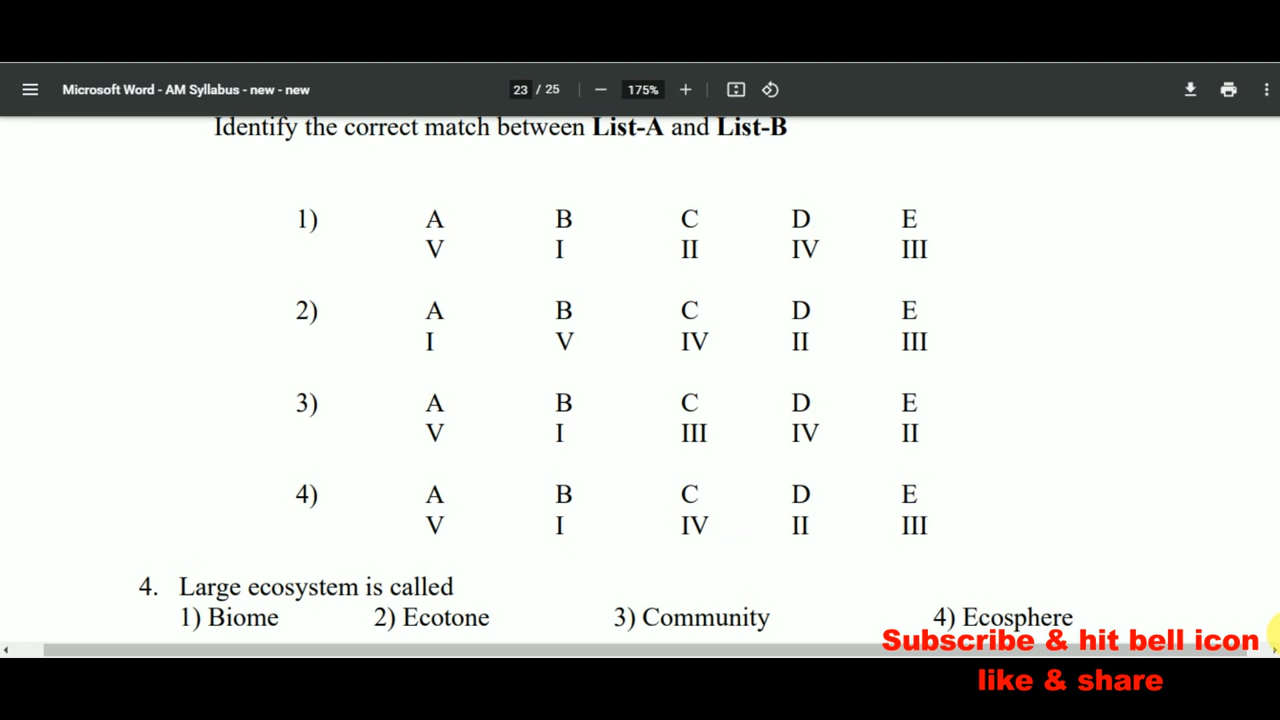 Microsoft Word - AM Syllabus - new - new 23 / 25 — 175% +
Identify the correct match between List-A and List-B
1) A B C D E
V I II IV III
2) A B C D E
I V IV II III
3) A B C D E
V I III IV II
4) A B C D E
V I IV II III
4. Large ecosystem is called
1) Biome 2) Ecotone 3) Community 4) Ecosphere
Subscribe & hit bell icon
like & share